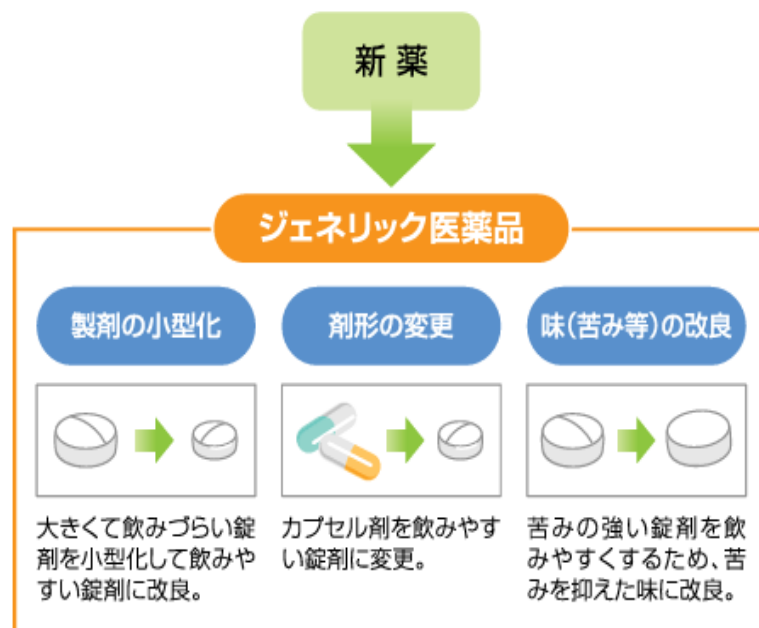 新薬
ジェネリック医薬品
製剤の小型化
剤形の変更
味(苦み等)の改良
大きくて飲みづらい錠
剤を小型化して飲みや
すい錠剤に改良。
カプセル剤を飲みやす
い錠剤に変更。
苦みの強い錠剤を飲
みやすくするため、苦
みを抑えた味に改良。